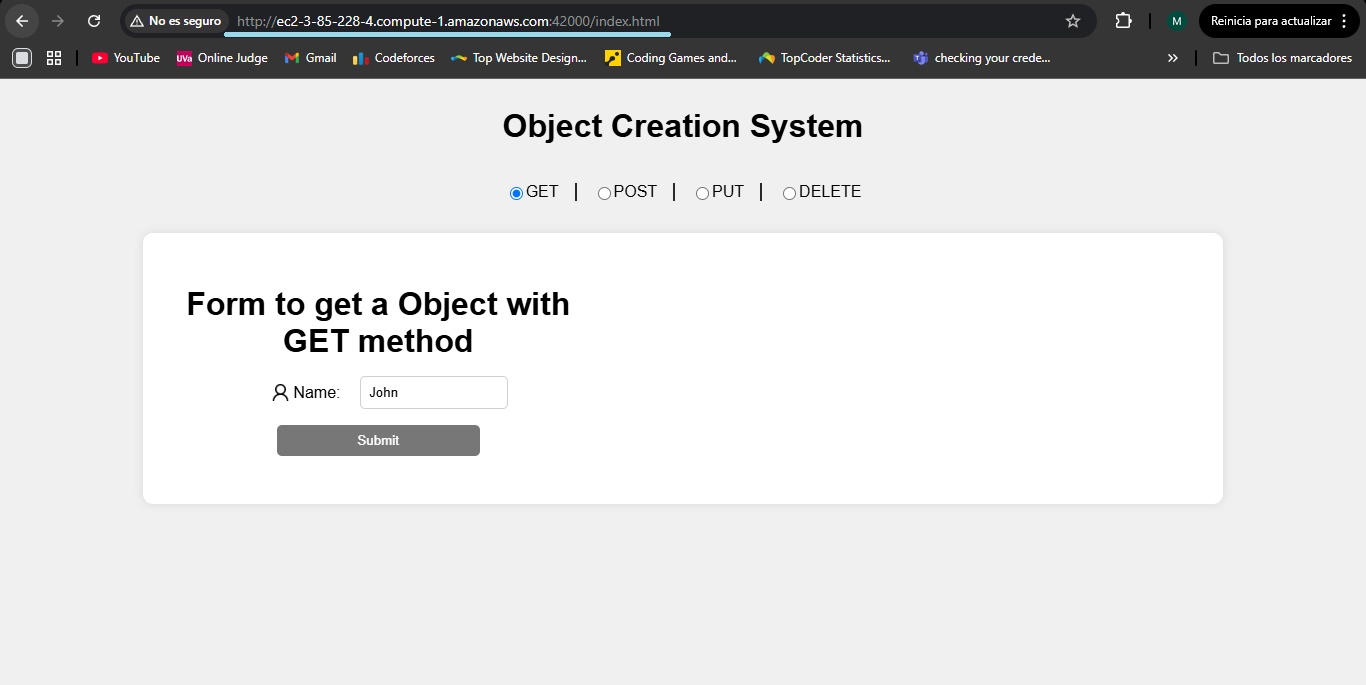 No es seguro http://ec2-3-85-228-4.compute-1.amazonaws.com:42000/index.html M Reinicia para actualizar
YouTube UVa Online Judge Gmail Codeforces Top Website Design... Coding Games and... TopCoder Statistics... checking your crede... » Todos los marcadores
Object Creation System
GET | POST | PUT | DELETE
Form to get a Object with
GET method
Name: John
Submit